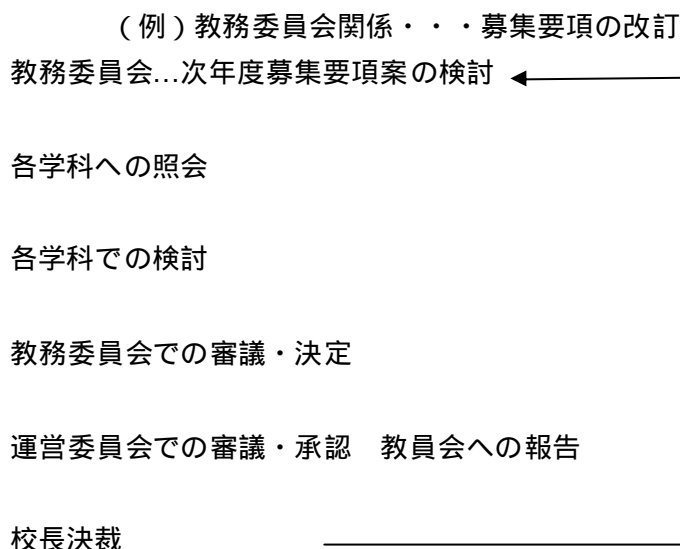 （例）教務委員会関係・・・募集要項の改訂
教務委員会…次年度募集要項案の検討
各学科への照会
各学科での検討
教務委員会での審議・決定
運営委員会での審議・承認　教員会への報告
校長決裁